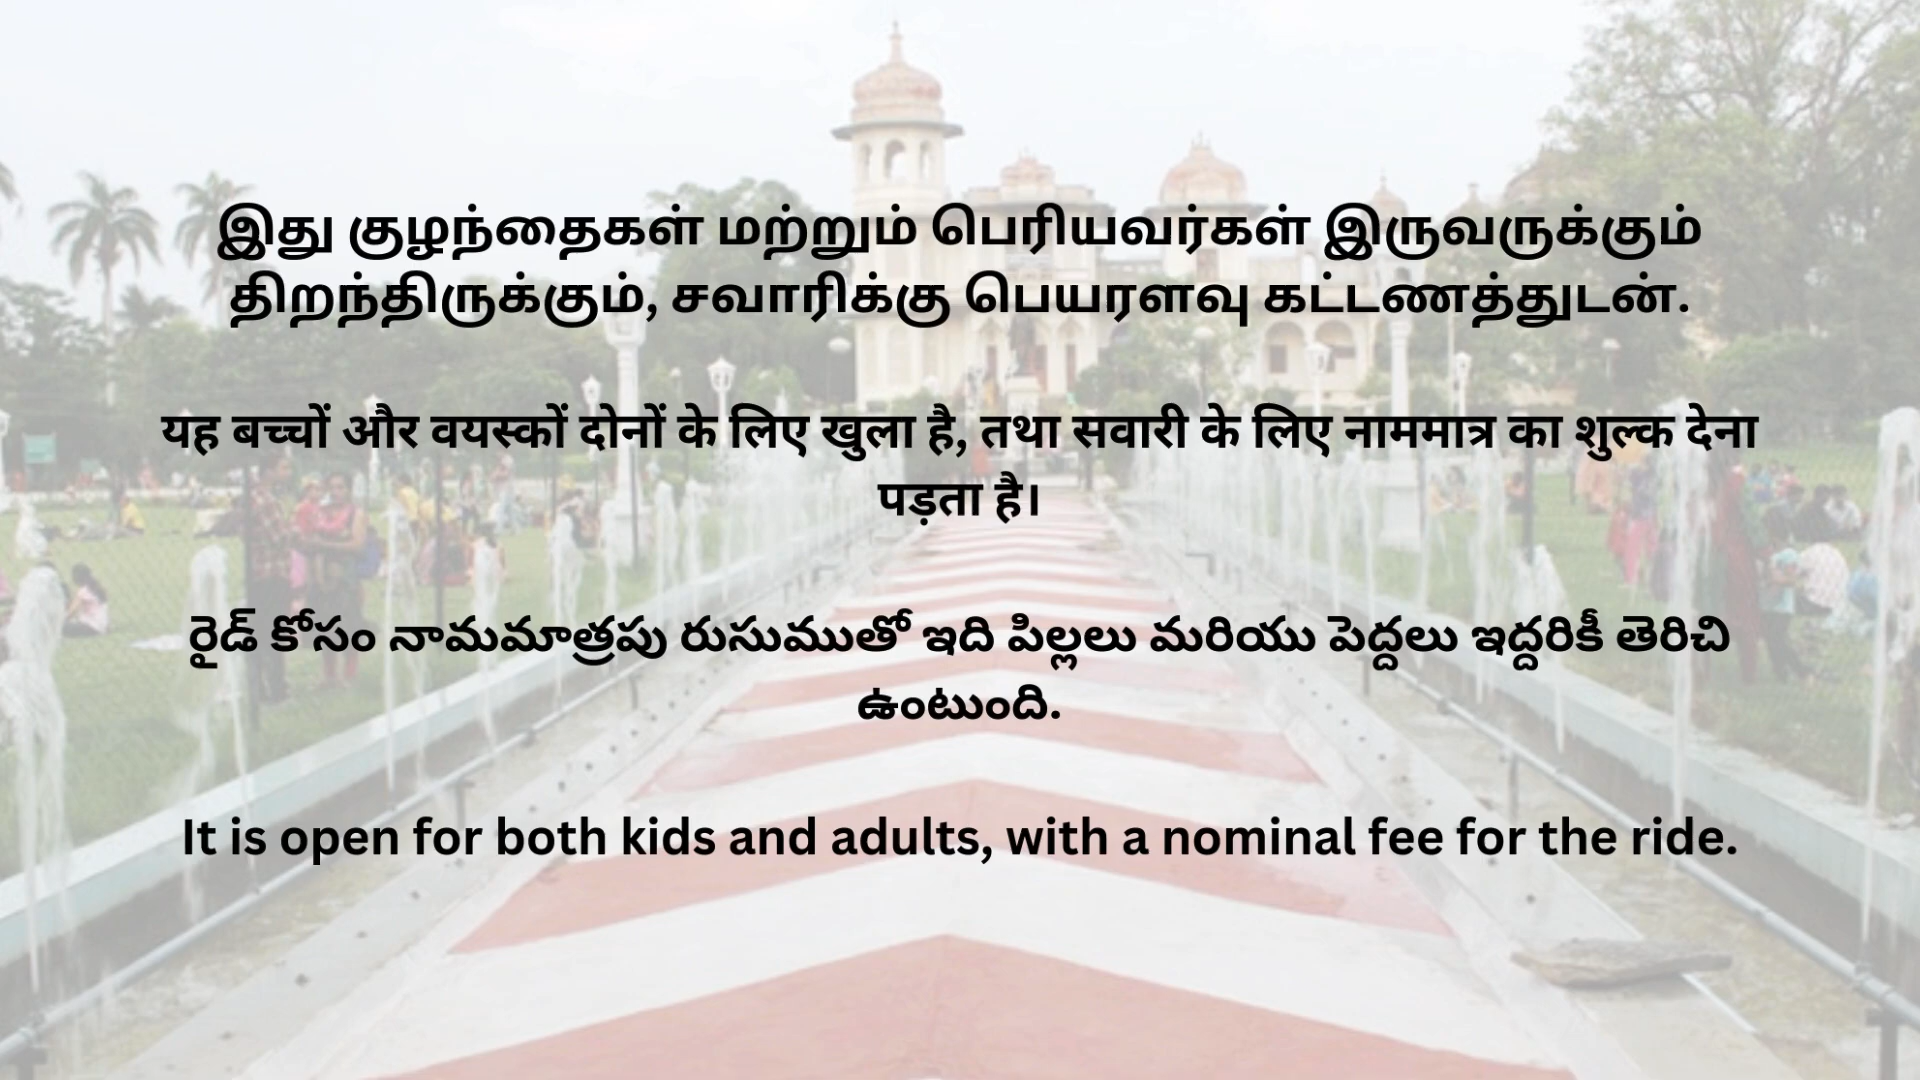 இது குழந்தைகள் மற்றும் பெரியவர்கள் இருவருக்கும்
திறந்திருக்கும், சவாரிக்கு பெயரளவு கட்டணத்துடன்.
यह बच्चों और वयस्कों दोनों के लिए खुला है, तथा सवारी के लिए नाममात्र का शुल्क देना
पड़ता है।
రైడ్ కోసం నామమాత్రపు రుసుముతో ఇది పిల్లలు మరియు పెద్దలు ఇద్దరికీ తెరిచి
ఉంటుంది.
It is open for both kids and adults, with a nominal fee for the ride.